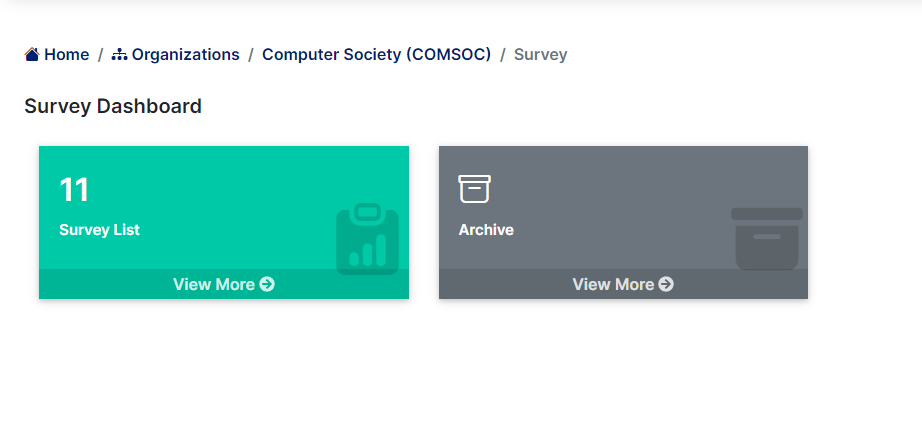 Home / Organizations / Computer Society (COMSOC) / Survey
Survey Dashboard
11
Survey List
View More
Archive
View More